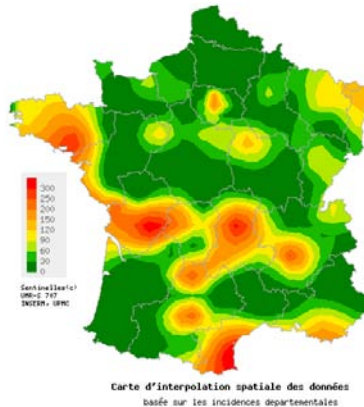 300
250
200
150
120
90
60
30
0
Sentinelles(c)
UMR-S 707
INSERM, UPMC
Carte d'interpolation spatiale des données
basée sur les incidences départementales